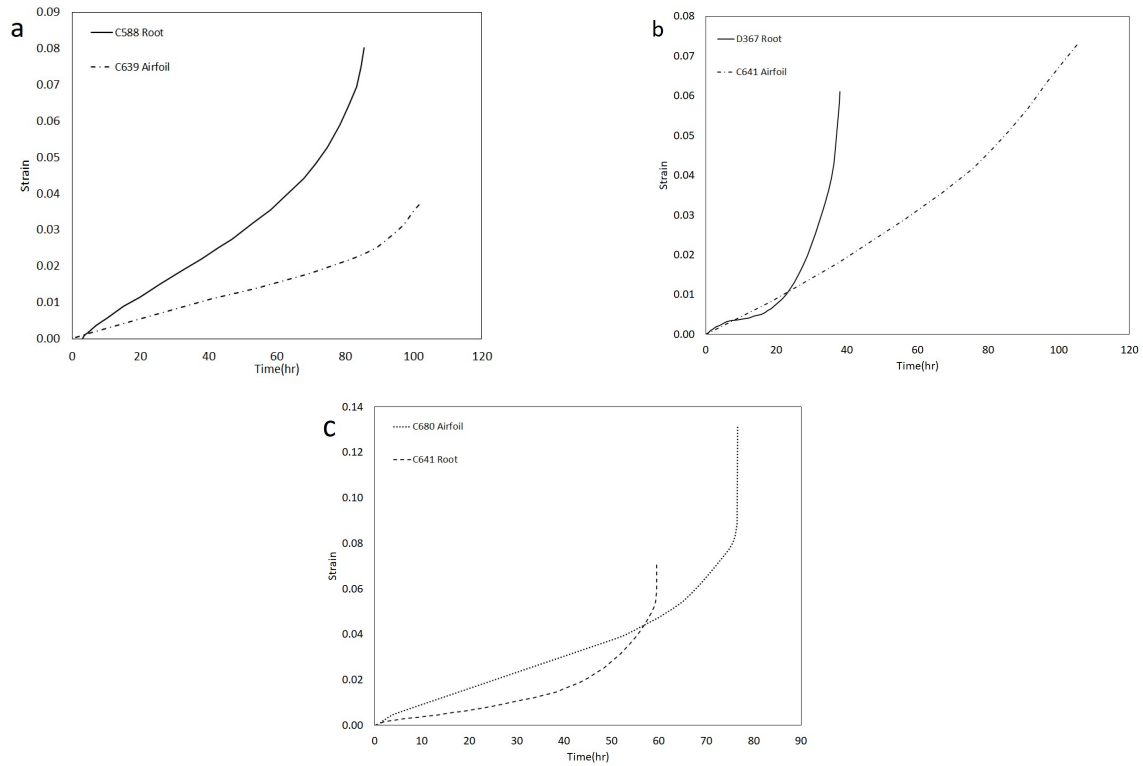 a
C588 Root
C639 Airfoil
0.09
0.08
0.07
0.06
0.05
0.04
0.03
0.02
0.01
0.00
Strain
0 20 40 60 80 100 120
Time(hr)
b
D367 Root
C641 Airfoil
0.08
0.07
0.06
0.05
0.04
0.03
0.02
0.01
0.00
Strain
0 20 40 60 80 100 120
Time(hr)
c
C680 Airfoil
C641 Root
0.14
0.12
0.10
0.08
0.06
0.04
0.02
0.00
Strain
0 10 20 30 40 50 60 70 80 90
Time(hr)